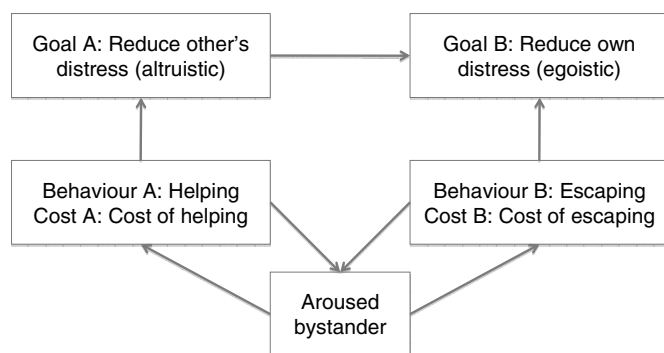 Goal A: Reduce other's
distress (altruistic)
Goal B: Reduce own
distress (egoistic)
Behaviour A: Helping
Cost A: Cost of helping
Behaviour B: Escaping
Cost B: Cost of escaping
Aroused
bystander